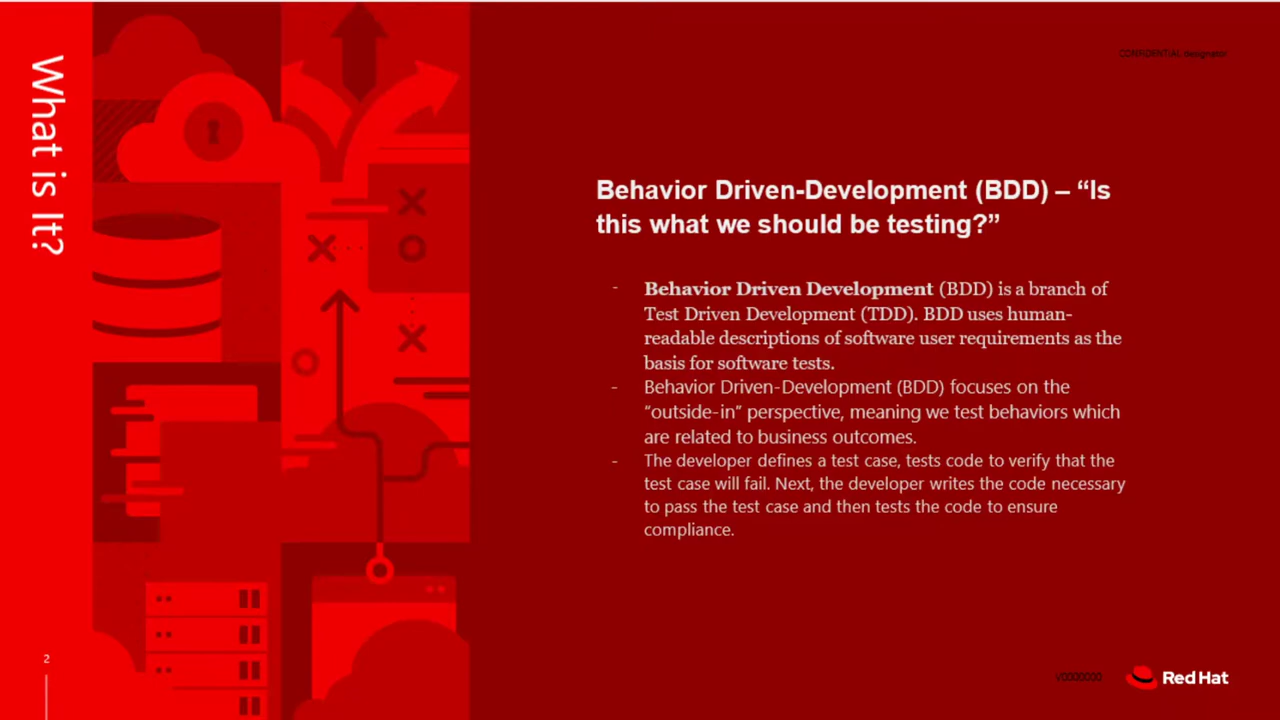 What is It?
CONFIDENTIAL designator
Behavior Driven-Development (BDD) – “Is
this what we should be testing?”
- Behavior Driven Development (BDD) is a branch of
Test Driven Development (TDD). BDD uses human-
readable descriptions of software user requirements as the
basis for software tests.
- Behavior Driven-Development (BDD) focuses on the
“outside-in” perspective, meaning we test behaviors which
are related to business outcomes.
- The developer defines a test case, tests code to verify that the
test case will fail. Next, the developer writes the code necessary
to pass the test case and then tests the code to ensure
compliance.
2
V0000000
Red Hat